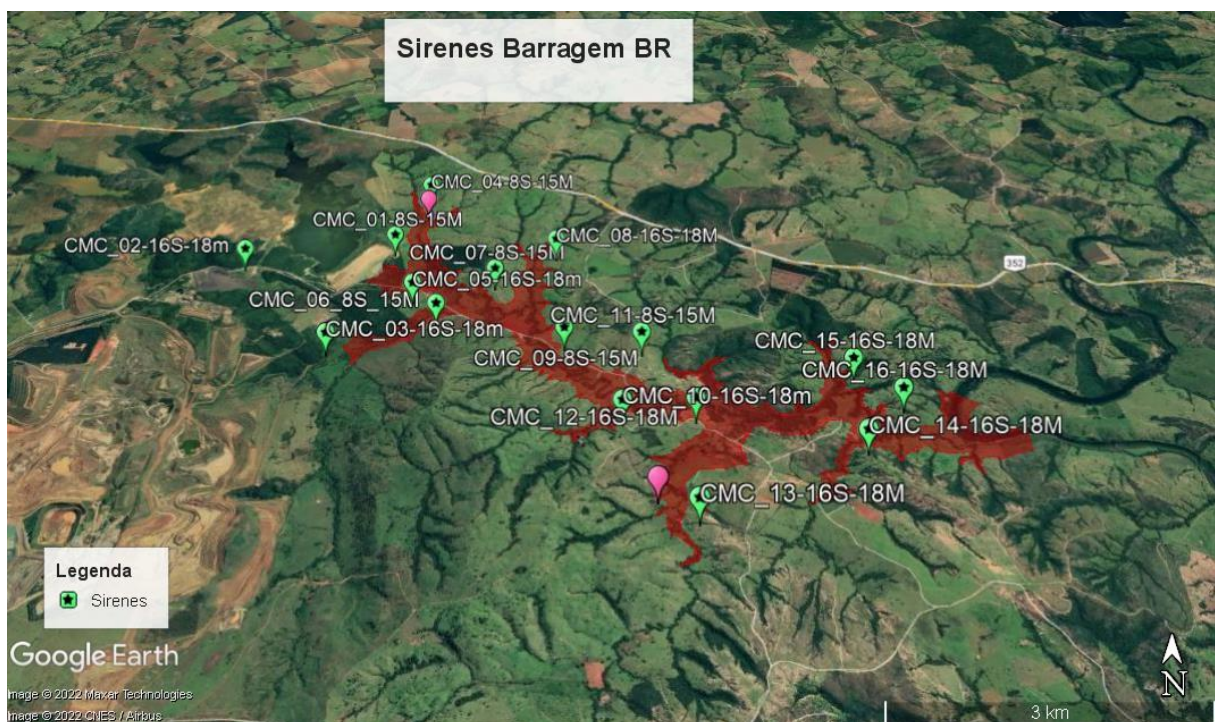 Sirenes Barragem BR
CMC_04-8S-15M
CMC_01-8S-15M
CMC_08-16S-18M
CMC_02-16S-18m
CMC_07-8S-15M
352
CMC_05-16S-18m
CMC_06_8S_15M
CMC_11-8S-15M
CMC_03-16S-18m
CMC_15-16S-18M
CMC_09-8S-15M
CMC_16-16S-18M
CMC_10-16S-18m
CMC_12-16S-18M
CMC_14-16S-18M
CMC_13-16S-18M
Legenda
Sirenes
Google Earth
Image © 2022 Maxar Technologies
Image © 2022 CNES / Airbus
N
3 km